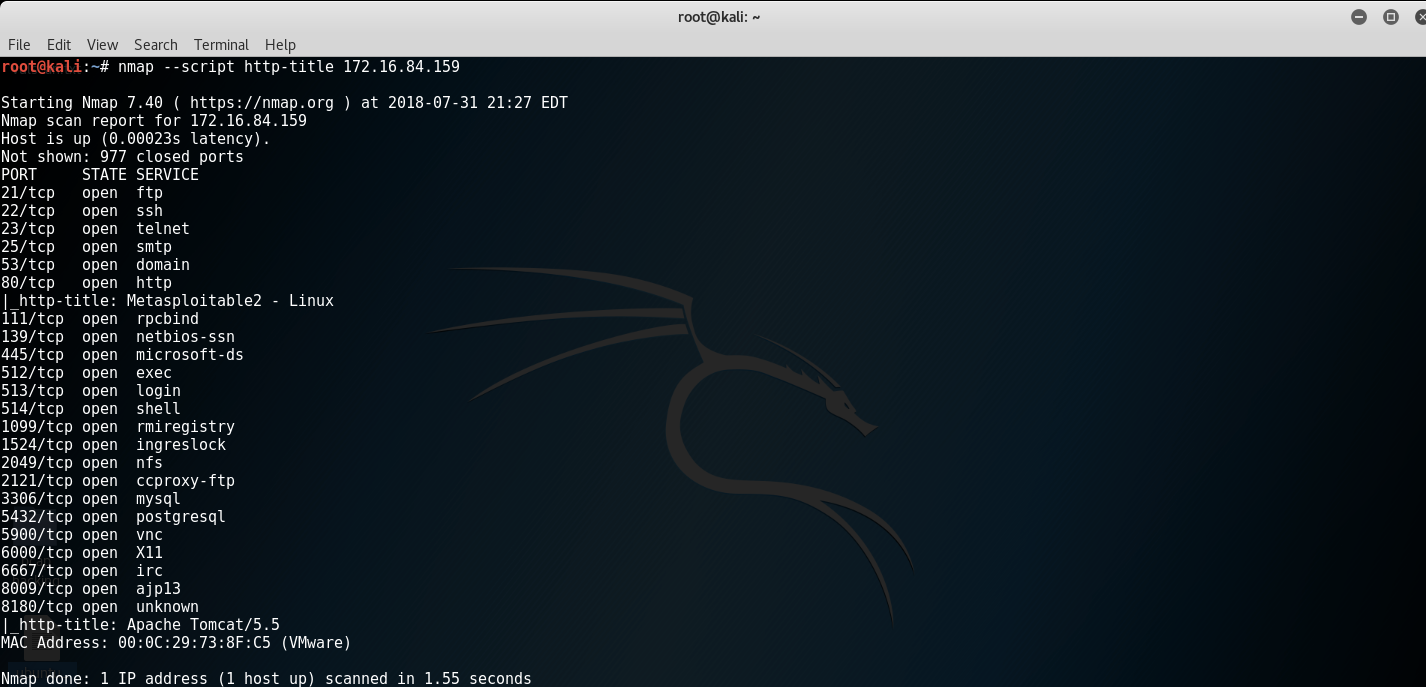 root@kali: ~
File Edit View Search Terminal Help
root@kali:~# nmap --script http-title 172.16.84.159
Starting Nmap 7.40 ( https://nmap.org ) at 2018-07-31 21:27 EDT
Nmap scan report for 172.16.84.159
Host is up (0.00023s latency).
Not shown: 977 closed ports
PORT     STATE SERVICE
21/tcp   open  ftp
22/tcp   open  ssh
23/tcp   open  telnet
25/tcp   open  smtp
53/tcp   open  domain
80/tcp   open  http
|_http-title: Metasploitable2 - Linux
111/tcp  open  rpcbind
139/tcp  open  netbios-ssn
445/tcp  open  microsoft-ds
512/tcp  open  exec
513/tcp  open  login
514/tcp  open  shell
1099/tcp open  rmiregistry
1524/tcp open  ingreslock
2049/tcp open  nfs
2121/tcp open  ccproxy-ftp
3306/tcp open  mysql
5432/tcp open  postgresql
5900/tcp open  vnc
6000/tcp open  X11
6667/tcp open  irc
8009/tcp open  ajp13
8180/tcp open  unknown
|_http-title: Apache Tomcat/5.5
MAC Address: 00:0C:29:73:8F:C5 (VMware)
Nmap done: 1 IP address (1 host up) scanned in 1.55 seconds